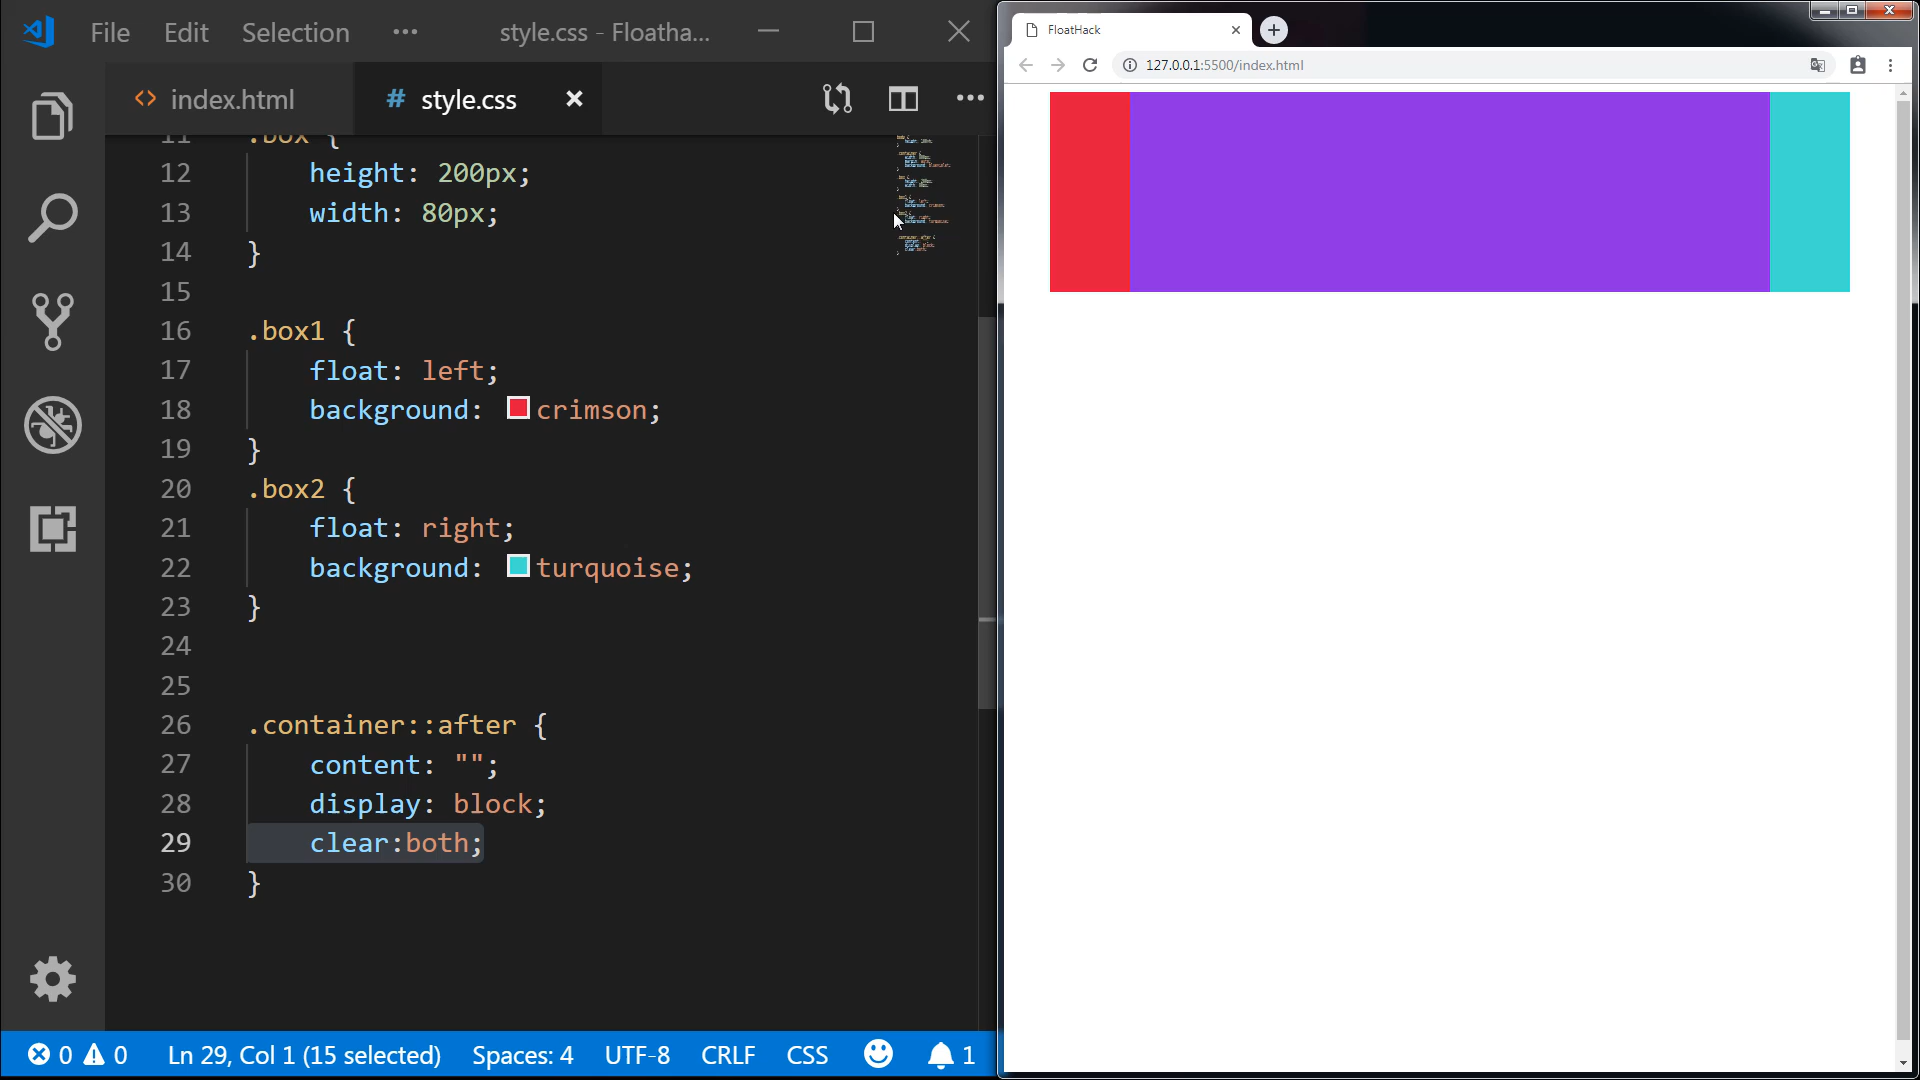 File Edit Selection ··· style.css - Floatha...
index.html # style.css
11 .box {
12 height: 200px;
13 width: 80px;
14 }
15
16 .box1 {
17 float: left;
18 background: crimson;
19 }
20 .box2 {
21 float: right;
22 background: turquoise;
23 }
24
25
26 .container::after {
27 content: "";
28 display: block;
29 clear:both;
30 }
0 0 Ln 29, Col 1 (15 selected) Spaces: 4 UTF-8 CRLF CSS 1
FloatHack
127.0.0.1:5500/index.html